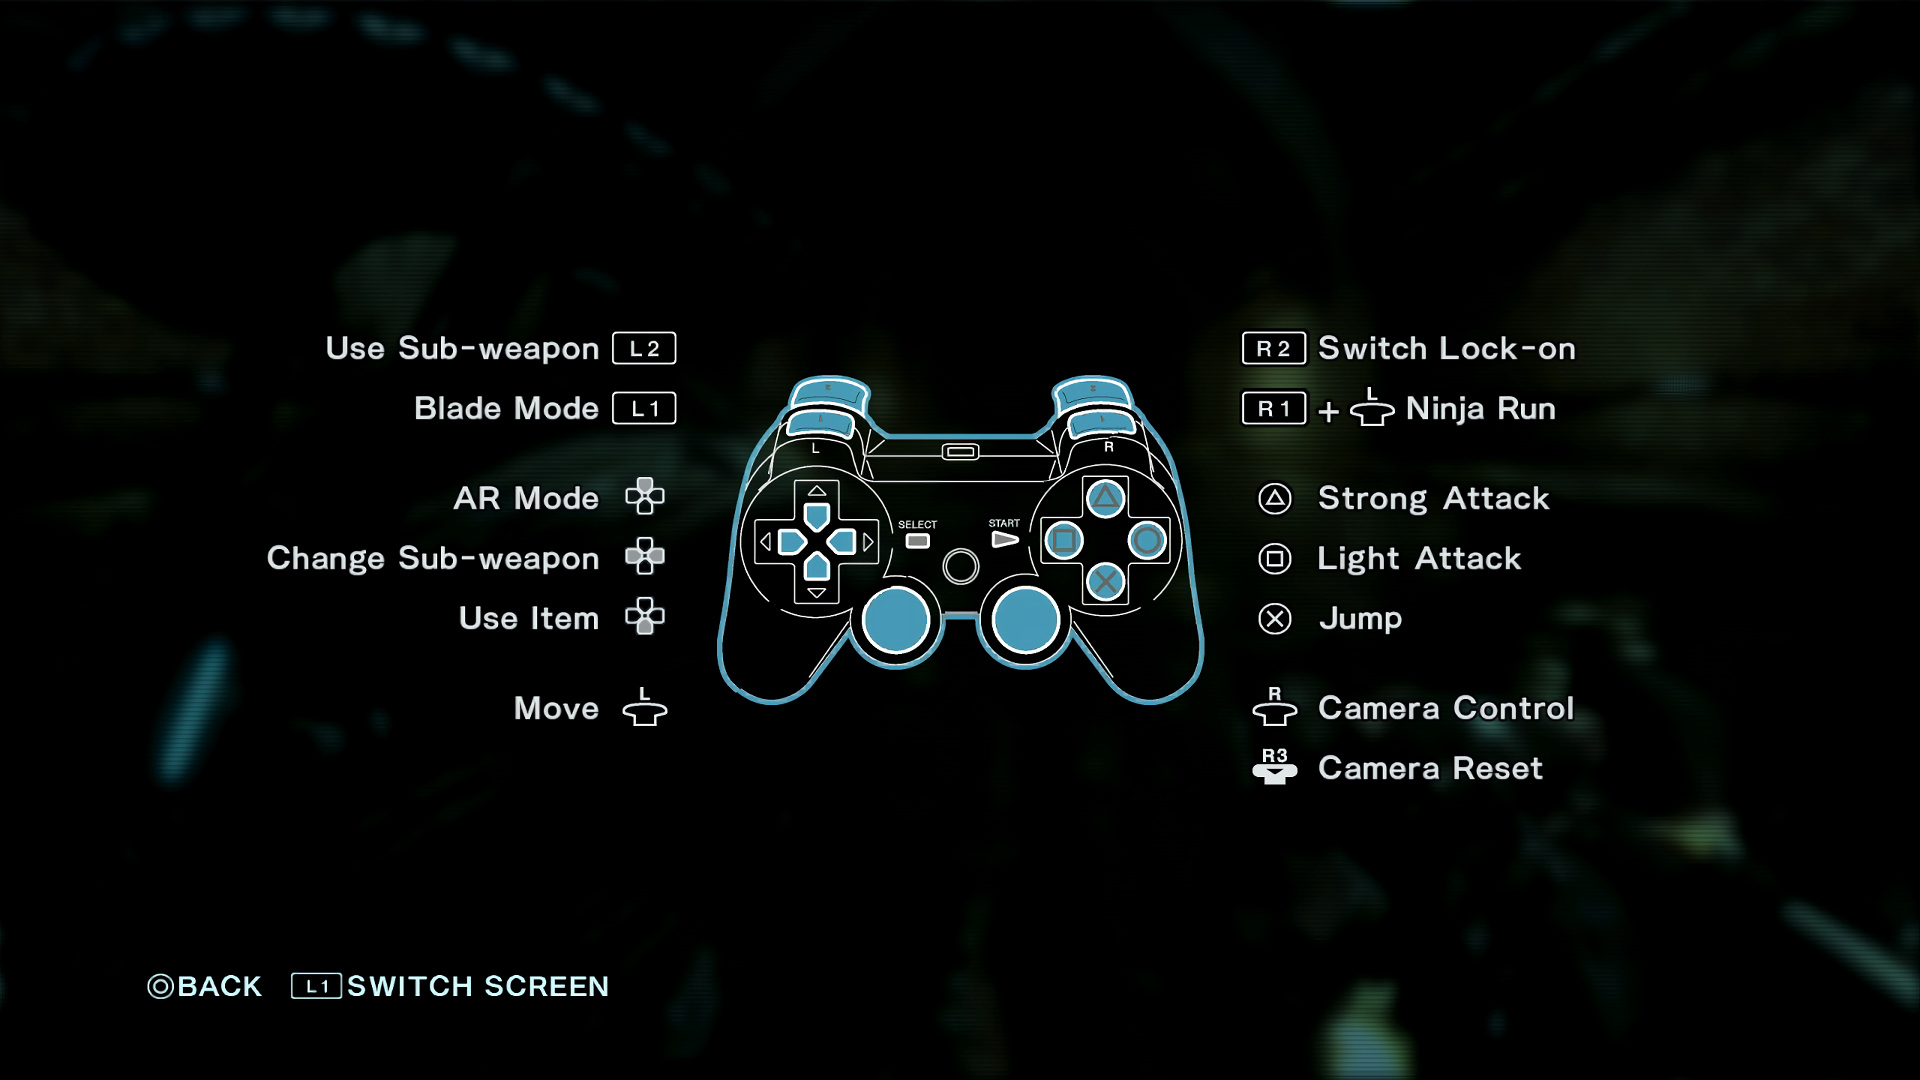 Use Sub-weapon L2
Blade Mode L1
AR Mode
Change Sub-weapon
Use Item
Move L
L R
SELECT START
R2 Switch Lock-on
R1 + L Ninja Run
Strong Attack
Light Attack
Jump
R Camera Control
R3 Camera Reset
BACK L1 SWITCH SCREEN